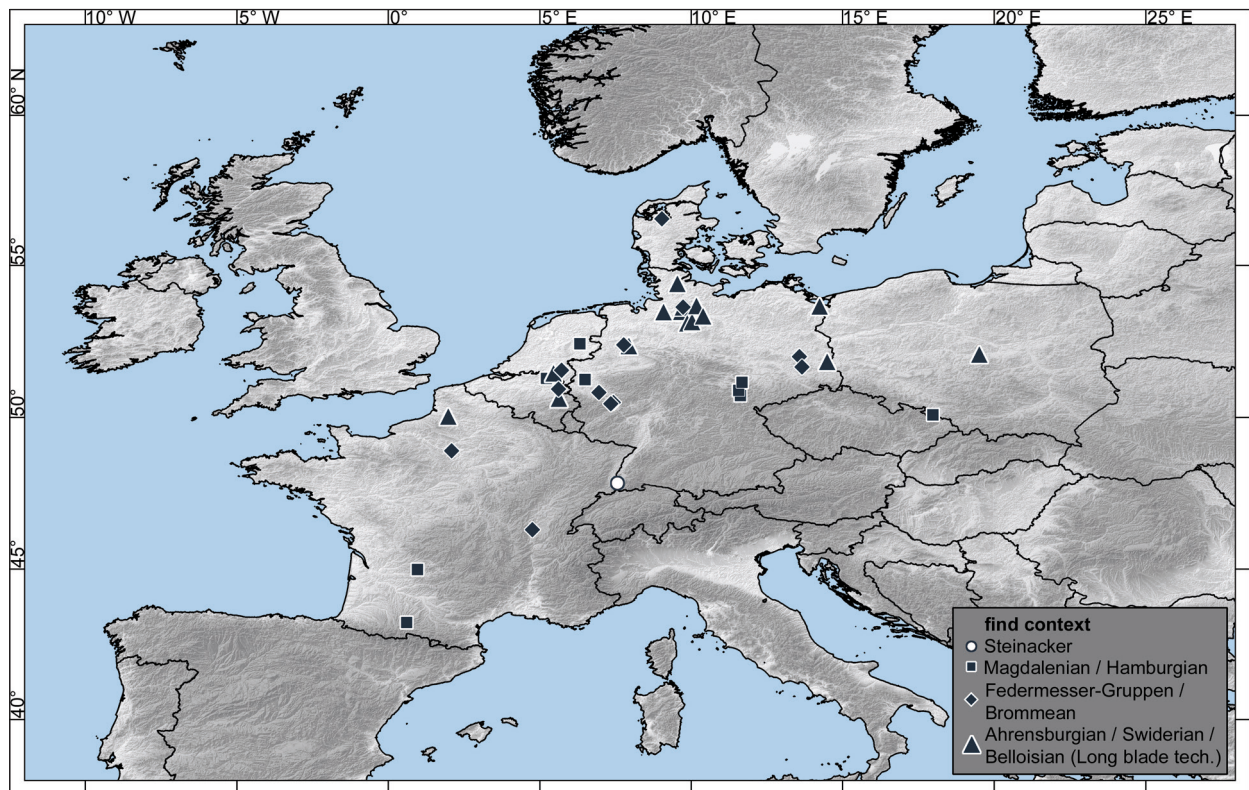 10° W
5° W
0°
5° E
10° E
15° E
20° E
25° E
60° N
55°
50°
45°
40°
find context
Steinacker
Magdalenian / Hamburgian
Federmesser-Gruppen /
Brommean
Ahrensburgian / Swiderian /
Belloisian (Long blade tech.)